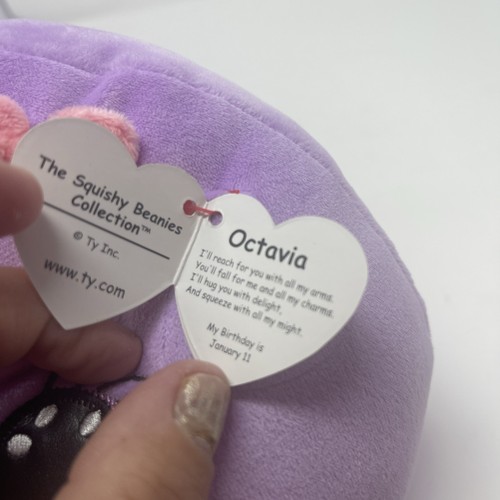 The Squishy Beanies
Collection™
© Ty Inc.
www.ty.com
Octavia
I'll reach for you with all my arms.
You'll fall for me and all my charms.
I'll hug you with delight,
And squeeze with all my might.
My Birthday is
January 11